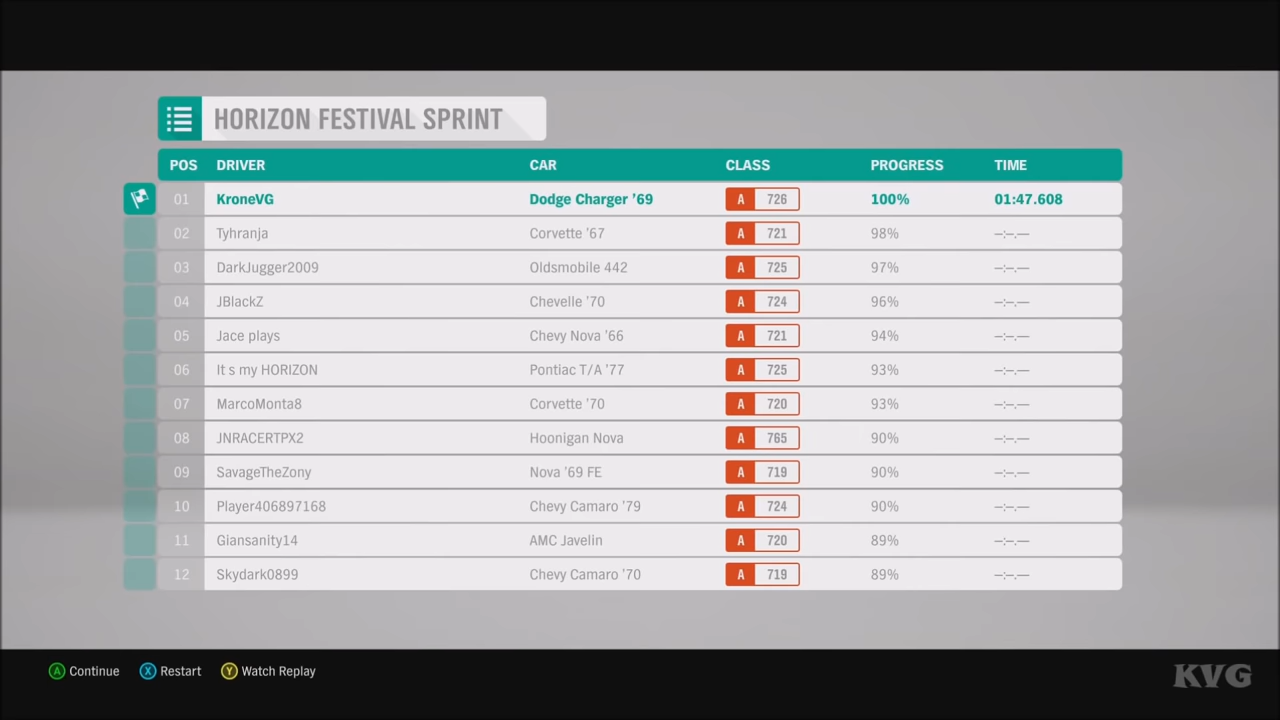 HORIZON FESTIVAL SPRINT
POS DRIVER CAR CLASS PROGRESS TIME
01 KroneVG Dodge Charger ’69 A 726 100% 01:47.608
02 Tyhranja Corvette ’67 A 721 98% --:--.---
03 DarkJugger2009 Oldsmobile 442 A 725 97% --:--.---
04 JBlackZ Chevelle ’70 A 724 96% --:--.---
05 Jace plays Chevy Nova ’66 A 721 94% --:--.---
06 It s my HORIZON Pontiac T/A ’77 A 725 93% --:--.---
07 MarcoMonta8 Corvette ’70 A 720 93% --:--.---
08 JNRACERTPX2 Hoonigan Nova A 765 90% --:--.---
09 SavageTheZony Nova ’69 FE A 719 90% --:--.---
10 Player406897168 Chevy Camaro ’79 A 724 90% --:--.---
11 Giansanity14 AMC Javelin A 720 89% --:--.---
12 Skydark0899 Chevy Camaro ’70 A 719 89% --:--.---
A Continue X Restart Y Watch Replay
KVG